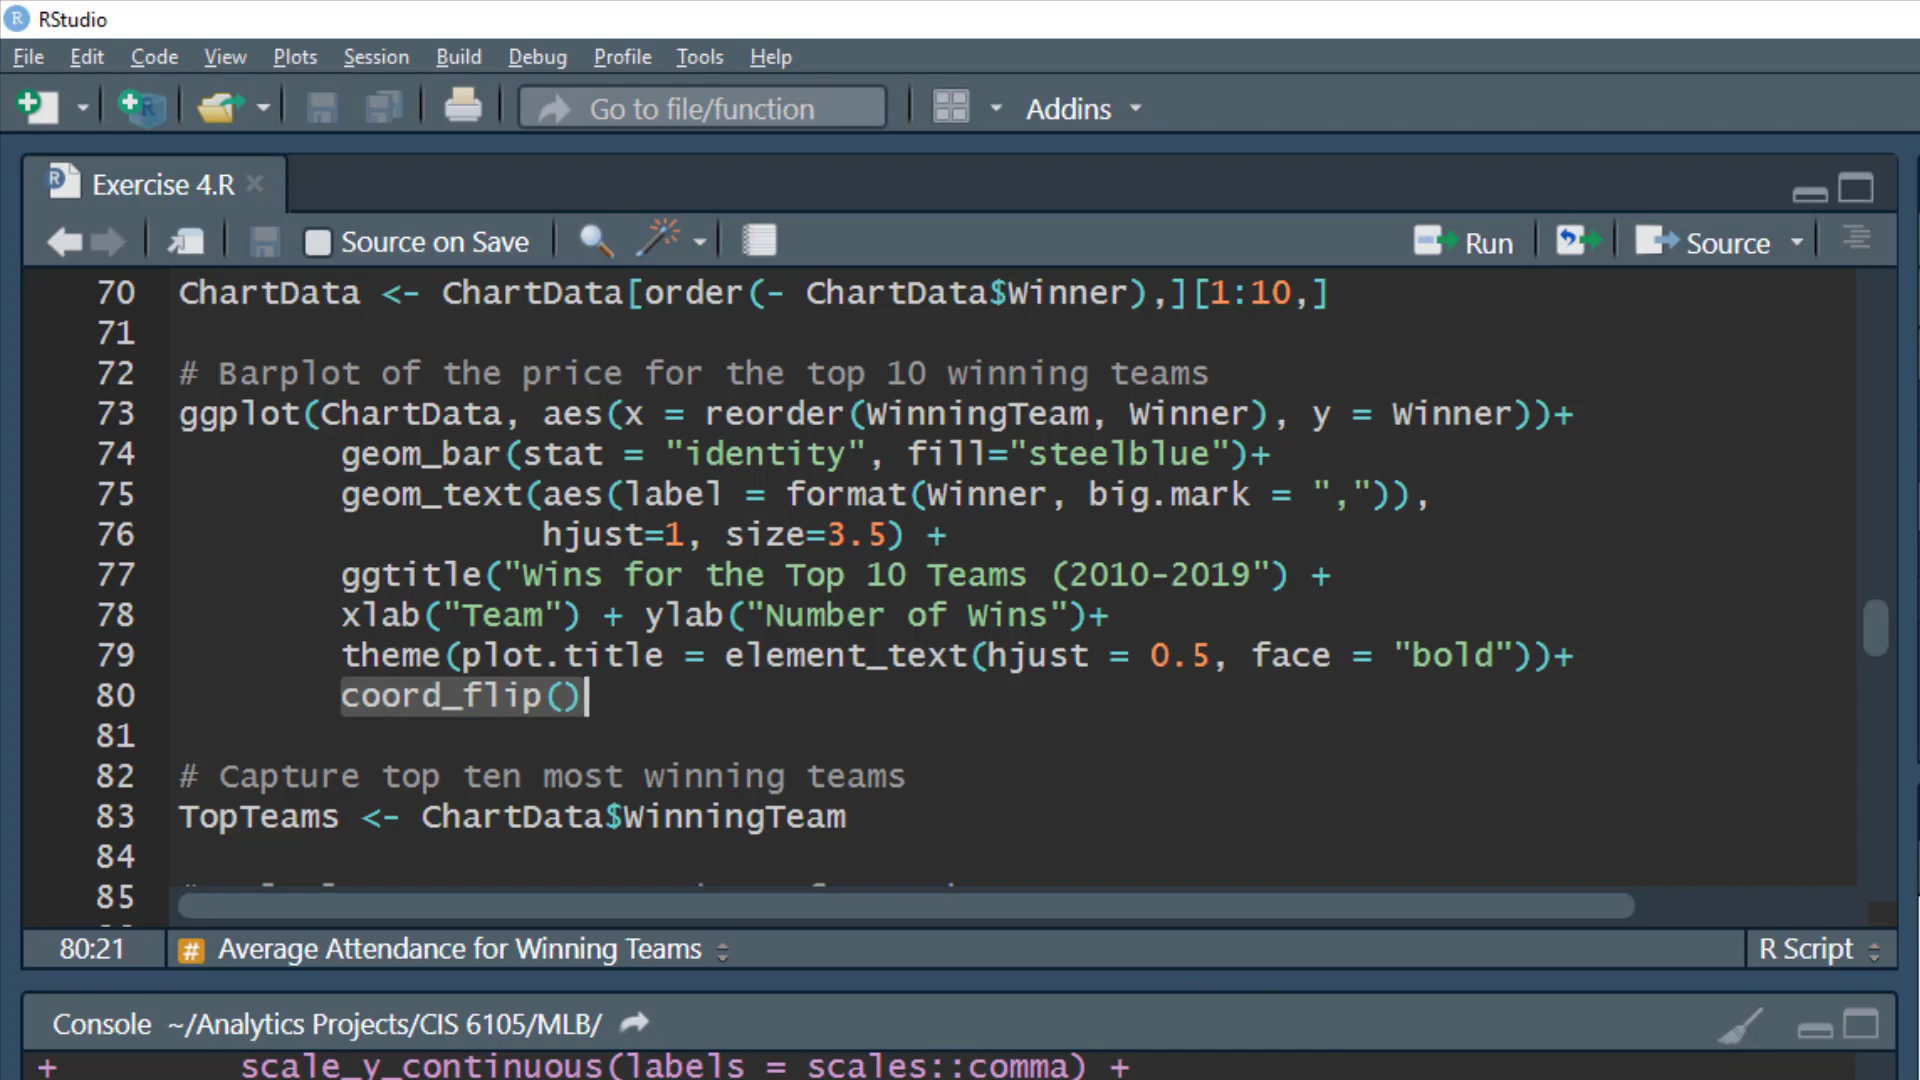 RStudio
File Edit Code View Plots Session Build Debug Profile Tools Help
Go to file/function Addins
Exercise 4.R
Source on Save Run Source
70 ChartData <- ChartData[order(- ChartData$Winner),][1:10,]
71
72 # Barplot of the price for the top 10 winning teams
73 ggplot(ChartData, aes(x = reorder(WinningTeam, Winner), y = Winner))+
74 geom_bar(stat = "identity", fill="steelblue")+
75 geom_text(aes(label = format(Winner, big.mark = ",")),
76 hjust=1, size=3.5) +
77 ggtitle("Wins for the Top 10 Teams (2010-2019") +
78 xlab("Team") + ylab("Number of Wins")+
79 theme(plot.title = element_text(hjust = 0.5, face = "bold"))+
80 coord_flip()
81
82 # Capture top ten most winning teams
83 TopTeams <- ChartData$WinningTeam
84
85
80:21 # Average Attendance for Winning Teams R Script
Console ~/Analytics Projects/CIS 6105/MLB/
+ scale_y_continuous(labels = scales::comma) +